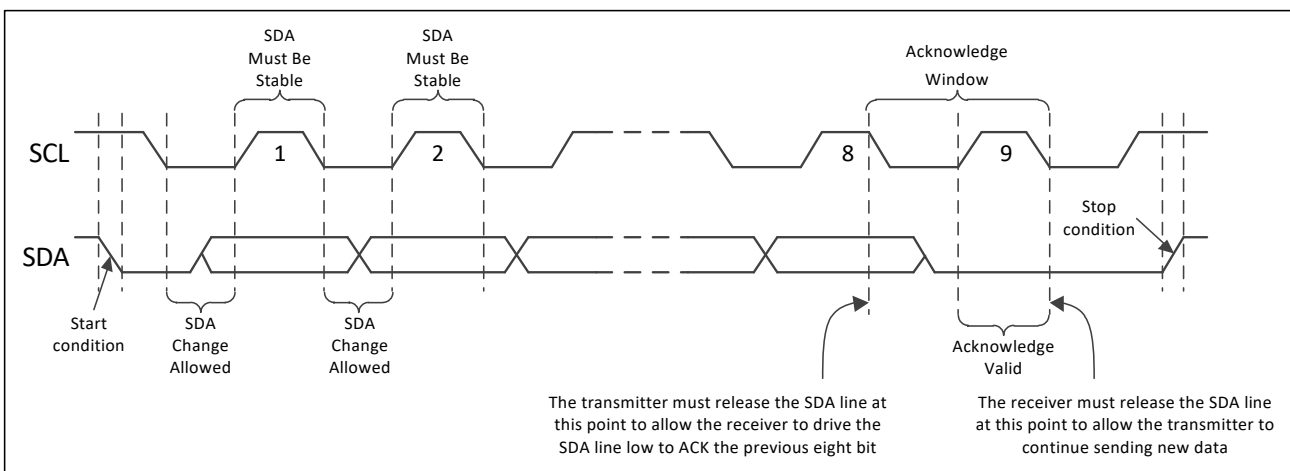 SDA
Must Be
Stable
SDA
Must Be
Stable
Acknowledge
Window
SCL
1
2
8
9
SDA
Stop
condition
Start
condition
SDA
Change
Allowed
SDA
Change
Allowed
Acknowledge
Valid
The transmitter must release the SDA line at
this point to allow the receiver to drive the
SDA line low to ACK the previous eight bit
The receiver must release the SDA line
at this point to allow the transmitter to
continue sending new data